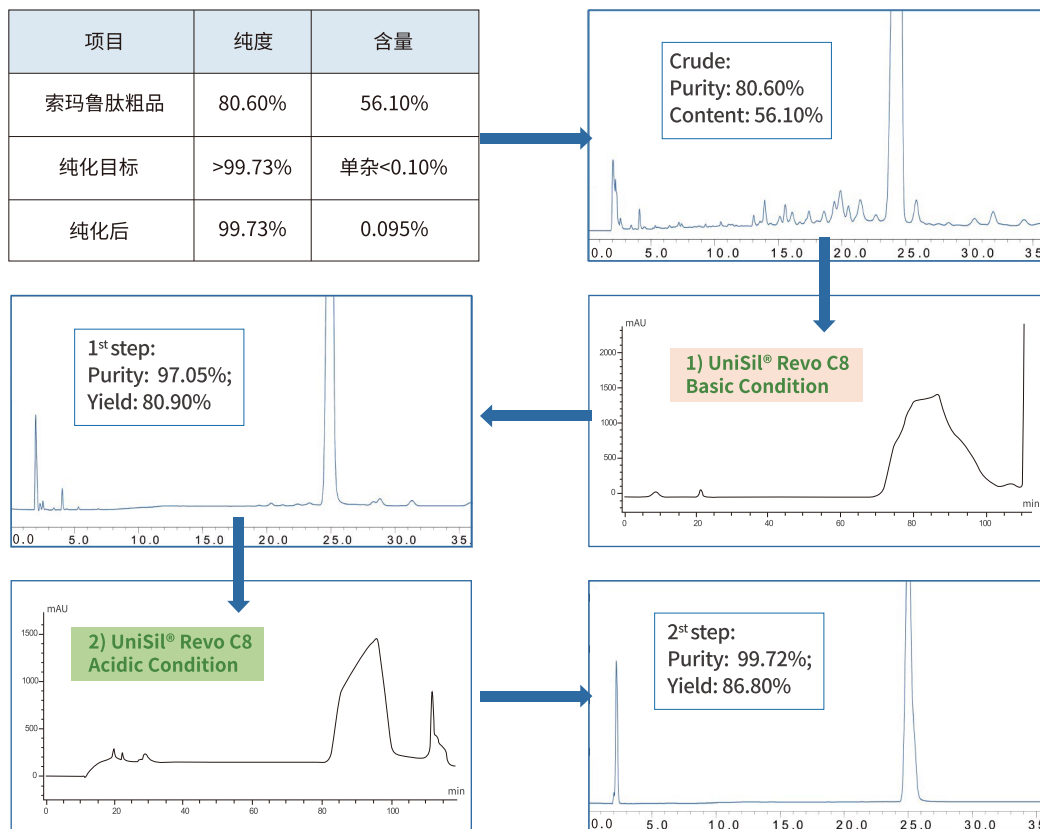 项目 纯度 含量
索玛鲁肽粗品 80.60% 56.10%
纯化目标 >99.73% 单杂<0.10%
纯化后 99.73% 0.095%
Crude:
Purity: 80.60%
Content: 56.10%
0.0 5.0 10.0 15.0 20.0 25.0 30.0 35
mAU
2000
1500
1000
500
0
1) UniSil® Revo C8
Basic Condition
0 20 40 60 80 100
min
1st step:
Purity: 97.05%;
Yield: 80.90%
0.0 5.0 10.0 15.0 20.0 25.0 30.0 35.
mAU
1500
1000
500
0
2) UniSil® Revo C8
Acidic Condition
0 20 40 60 80 100
min
2st step:
Purity: 99.72%;
Yield: 86.80%
0.0 5.0 10.0 15.0 20.0 25.0 30.0 35.